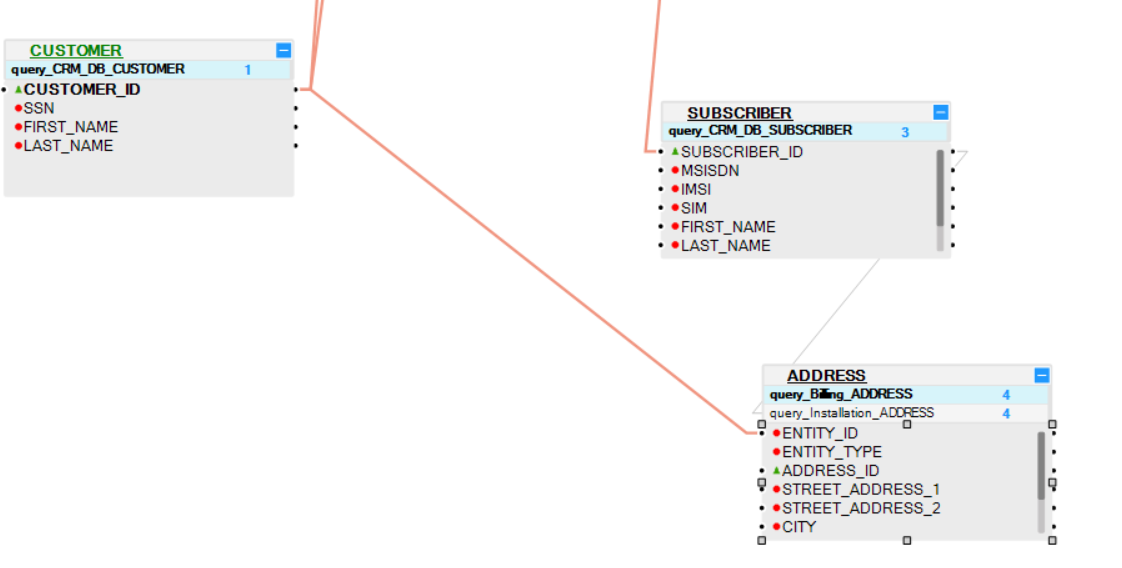 CUSTOMER
query_CRM_DB_CUSTOMER 1
CUSTOMER_ID
SSN
FIRST_NAME
LAST_NAME
SUBSCRIBER
query_CRM_DB_SUBSCRIBER 3
SUBSCRIBER_ID
MSISDN
IMSI
SIM
FIRST_NAME
LAST_NAME
ADDRESS
query_Billing_ADDRESS 4
query_Installation_ADDRESS 4
ENTITY_ID
ENTITY_TYPE
ADDRESS_ID
STREET_ADDRESS_1
STREET_ADDRESS_2
CITY